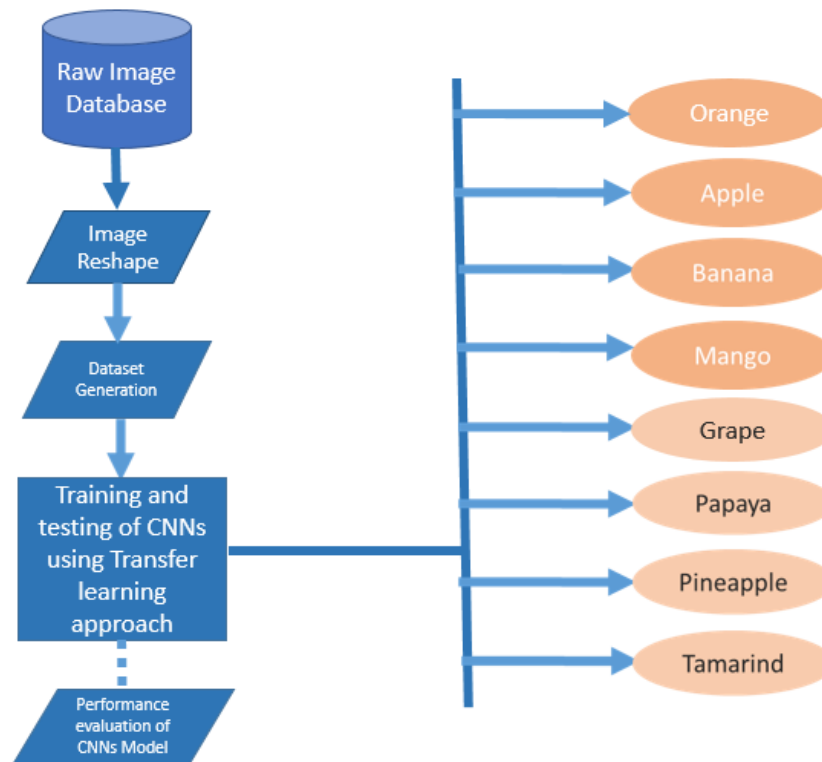 Raw Image
Database
Image
Reshape
Dataset
Generation
Training and
testing of CNNs
using Transfer
learning
approach
Performance
evaluation of
CNNs Model
Orange
Apple
Banana
Mango
Grape
Papaya
Pineapple
Tamarind